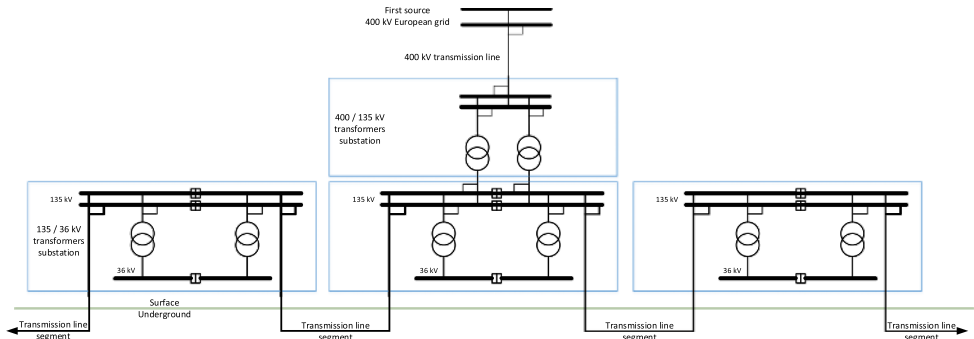 First source
400 kV European grid
400 kV transmission line
400 / 135 kV
transformers
substation
135 kV
135 kV
135 kV
135 / 36 kV
transformers
substation
36 kV
36 kV
36 kV
Surface
Underground
Transmission line
segment
Transmission line
segment
Transmission line
segment
Transmission line
segment